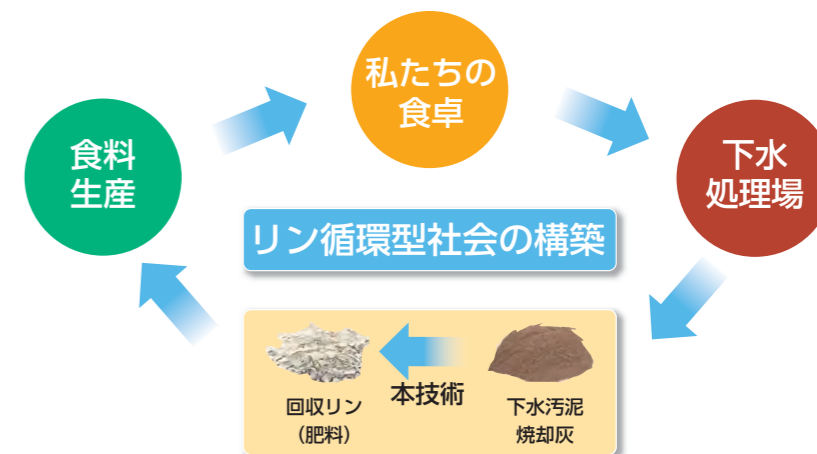 私たちの
食卓
食料
生産
下水
処理場
リン循環型社会の構築
本技術
回収リン
(肥料)
下水汚泥
焼却灰